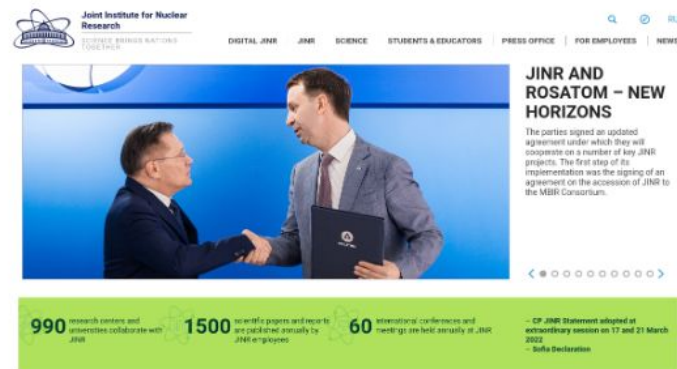 Joint Institute for Nuclear
Research
SCIENCE BRINGS NATIONS
TOGETHER
RU
DIGITAL JINR
JINR
SCIENCE
STUDENTS & EDUCATORS
PRESS OFFICE
FOR EMPLOYEES
NEWS
JINR AND
ROSATOM – NEW
HORIZONS
The parties signed an updated
agreement under which they will
cooperate on a number of key JINR
projects. The first step of its
implementation was the signing of an
agreement on the accession of JINR to
the MBIR Consortium.
990
research centers and
universities collaborate with
JINR
1500
scientific papers and reports
are published annually by
JINR employees
60
international conferences and
meetings are held annually at JINR
– CP JINR Statement adopted at
extraordinary session on 17 and 21 March
2022
– Sofia Declaration